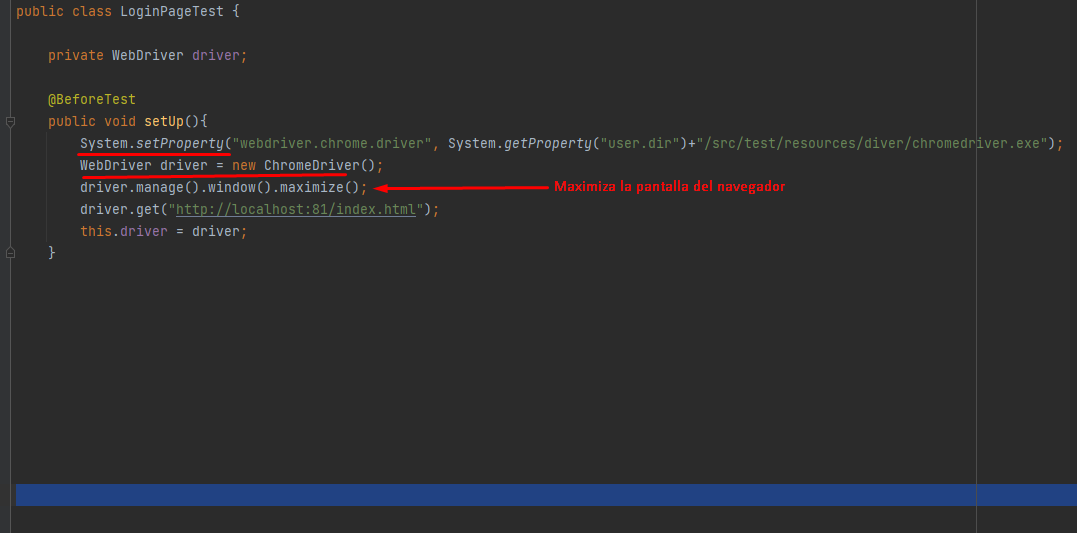 public class LoginPageTest {
private WebDriver driver;
@BeforeTest
public void setUp(){
System.setProperty("webdriver.chrome.driver", System.getProperty("user.dir")+"/src/test/resources/diver/chromedriver.exe");
WebDriver driver = new ChromeDriver();
driver.manage().window().maximize(); Maximiza la pantalla del navegador
driver.get("http://localhost:81/index.html");
this.driver = driver;
}